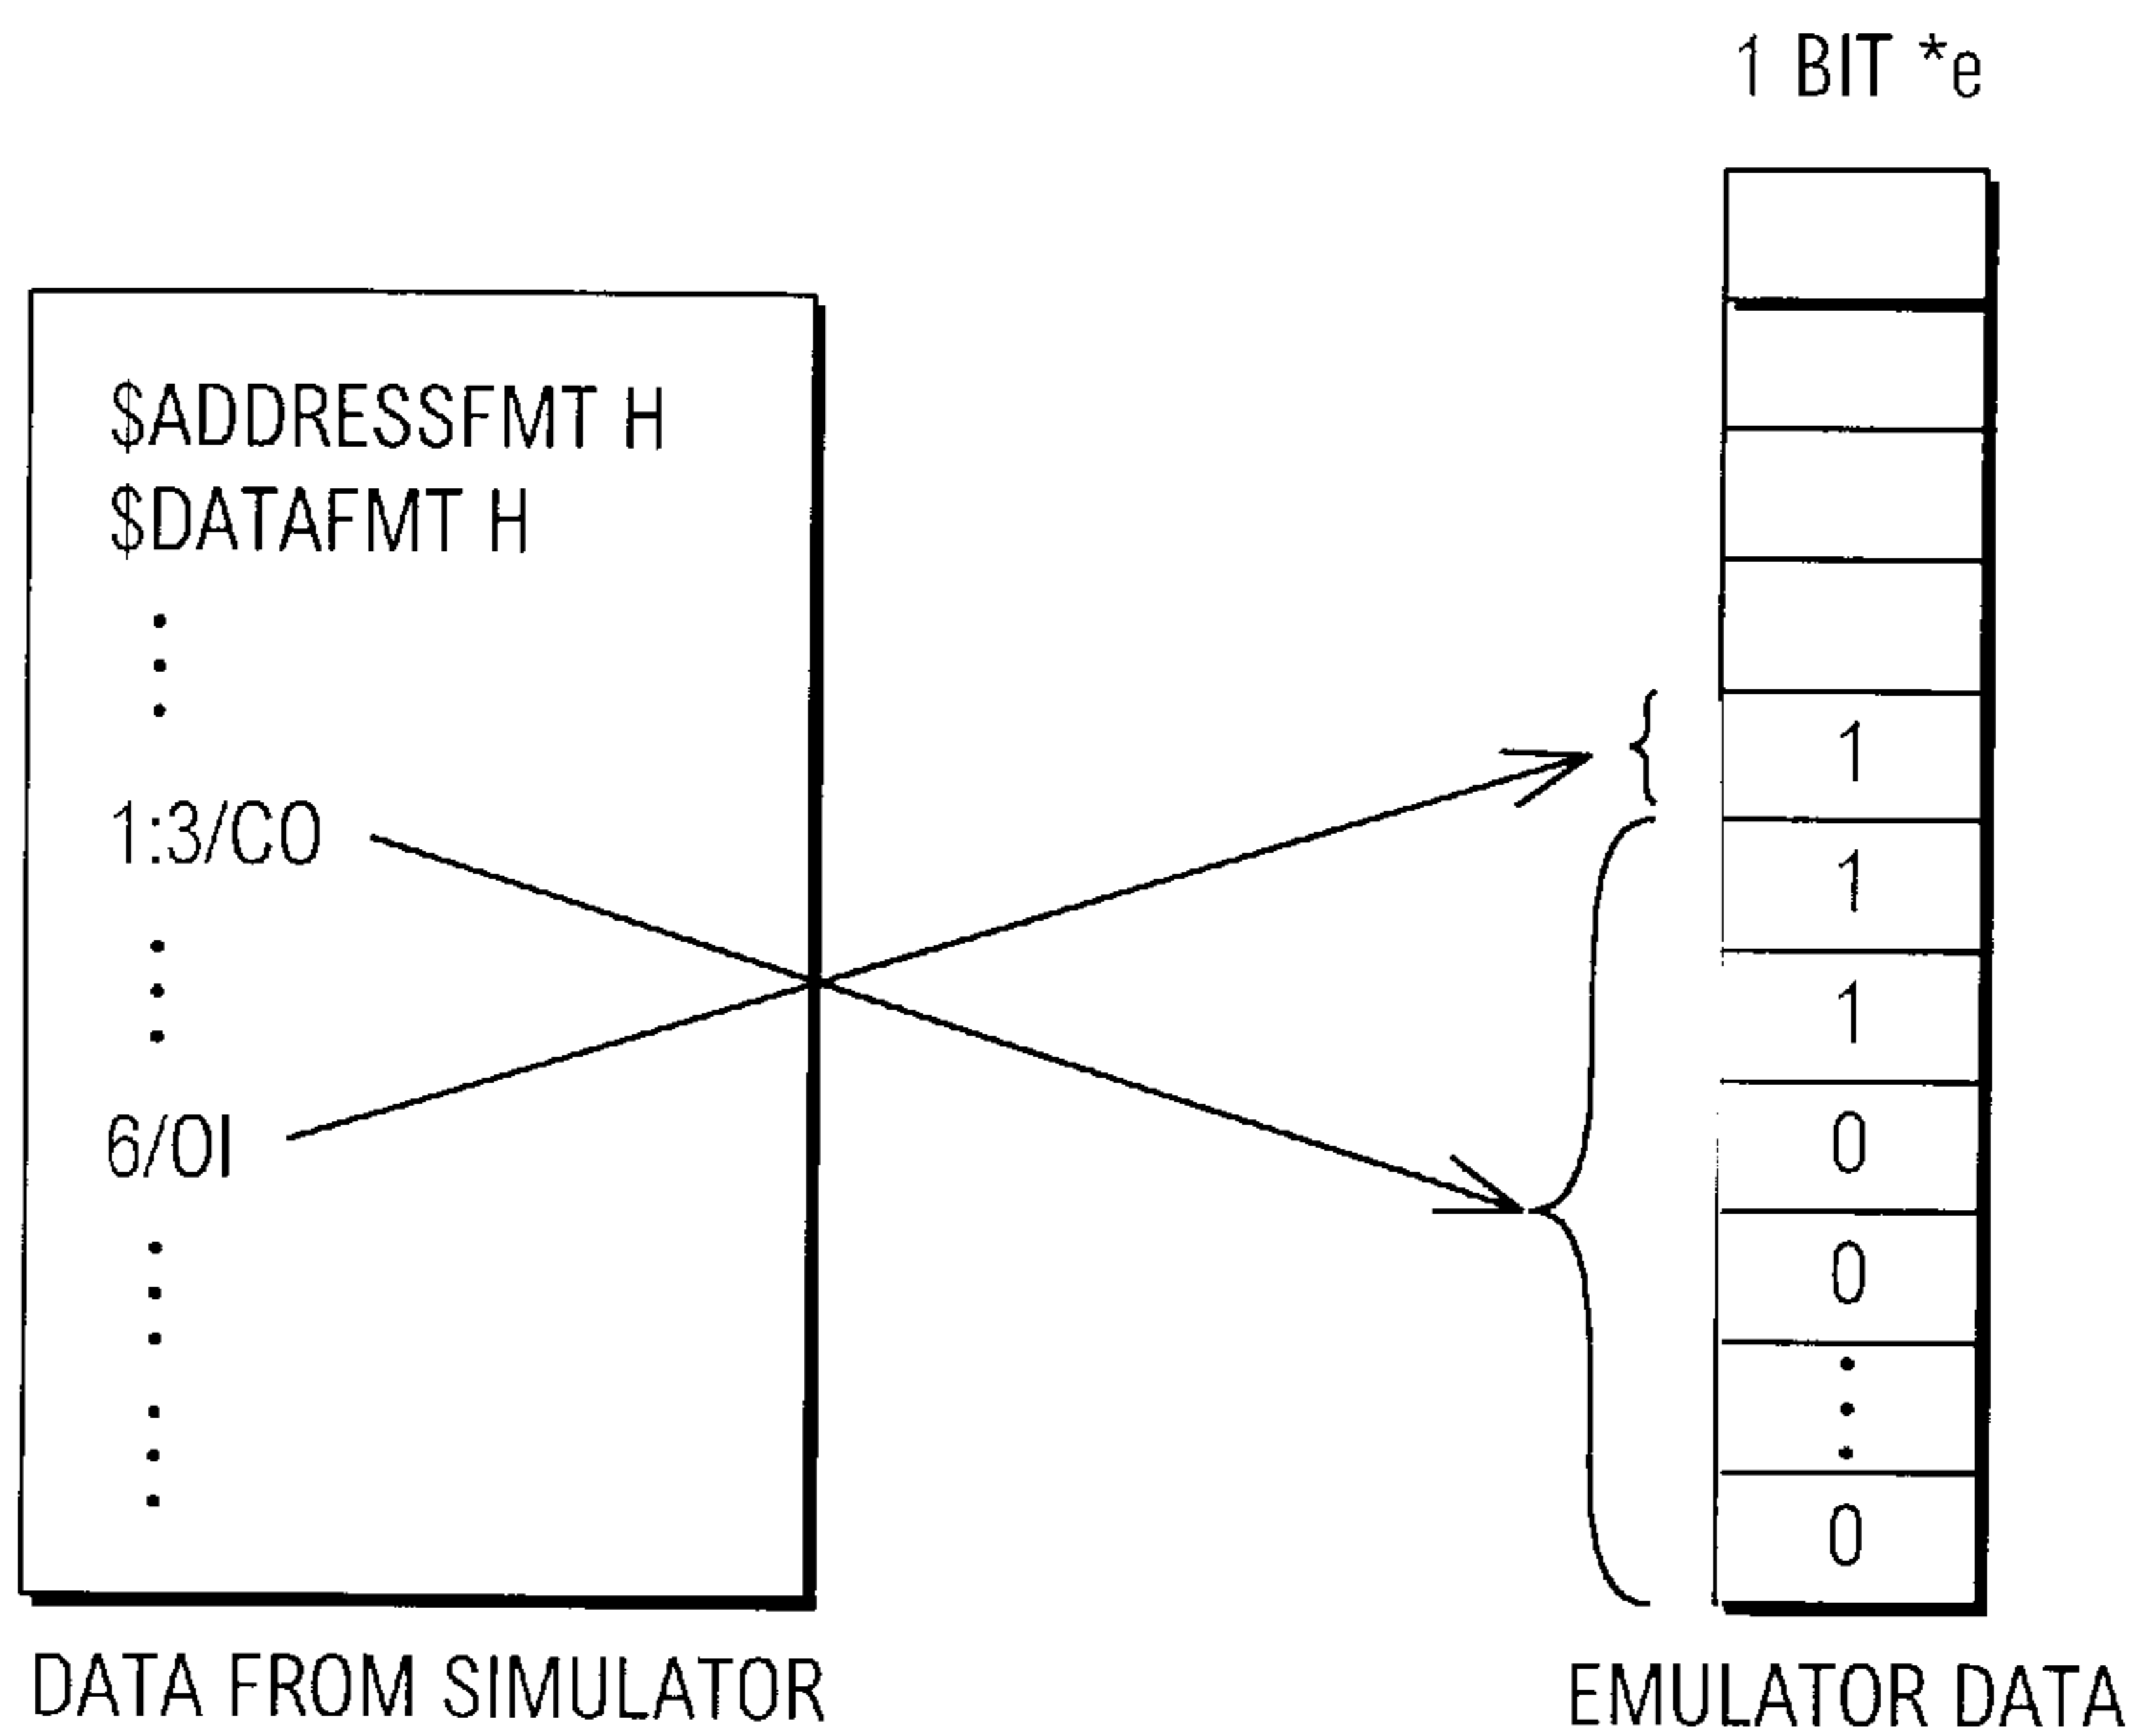 1 BIT *e
$ADDRESSFMT H
$DATAFMT H
1:3/CO
6/OI
1
1
1
0
0
0
DATA FROM SIMULATOR
EMULATOR DATA